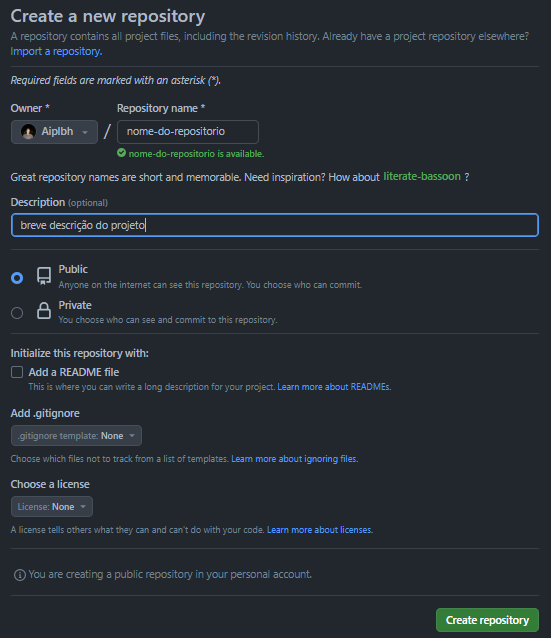 Create a new repository
A repository contains all project files, including the revision history. Already have a project repository elsewhere?
Import a repository.
Required fields are marked with an asterisk (*).
Owner * Repository name *
Aiplbh / nome-do-repositorio
nome-do-repositorio is available.
Great repository names are short and memorable. Need inspiration? How about literate-bassoon ?
Description (optional)
breve descrição do projeto
Public
Anyone on the internet can see this repository. You choose who can commit.
Private
You choose who can see and commit to this repository.
Initialize this repository with:
Add a README file
This is where you can write a long description for your project. Learn more about READMEs.
Add .gitignore
.gitignore template: None
Choose which files not to track from a list of templates. Learn more about ignoring files.
Choose a license
License: None
A license tells others what they can and can't do with your code. Learn more about licenses.
You are creating a public repository in your personal account.
Create repository